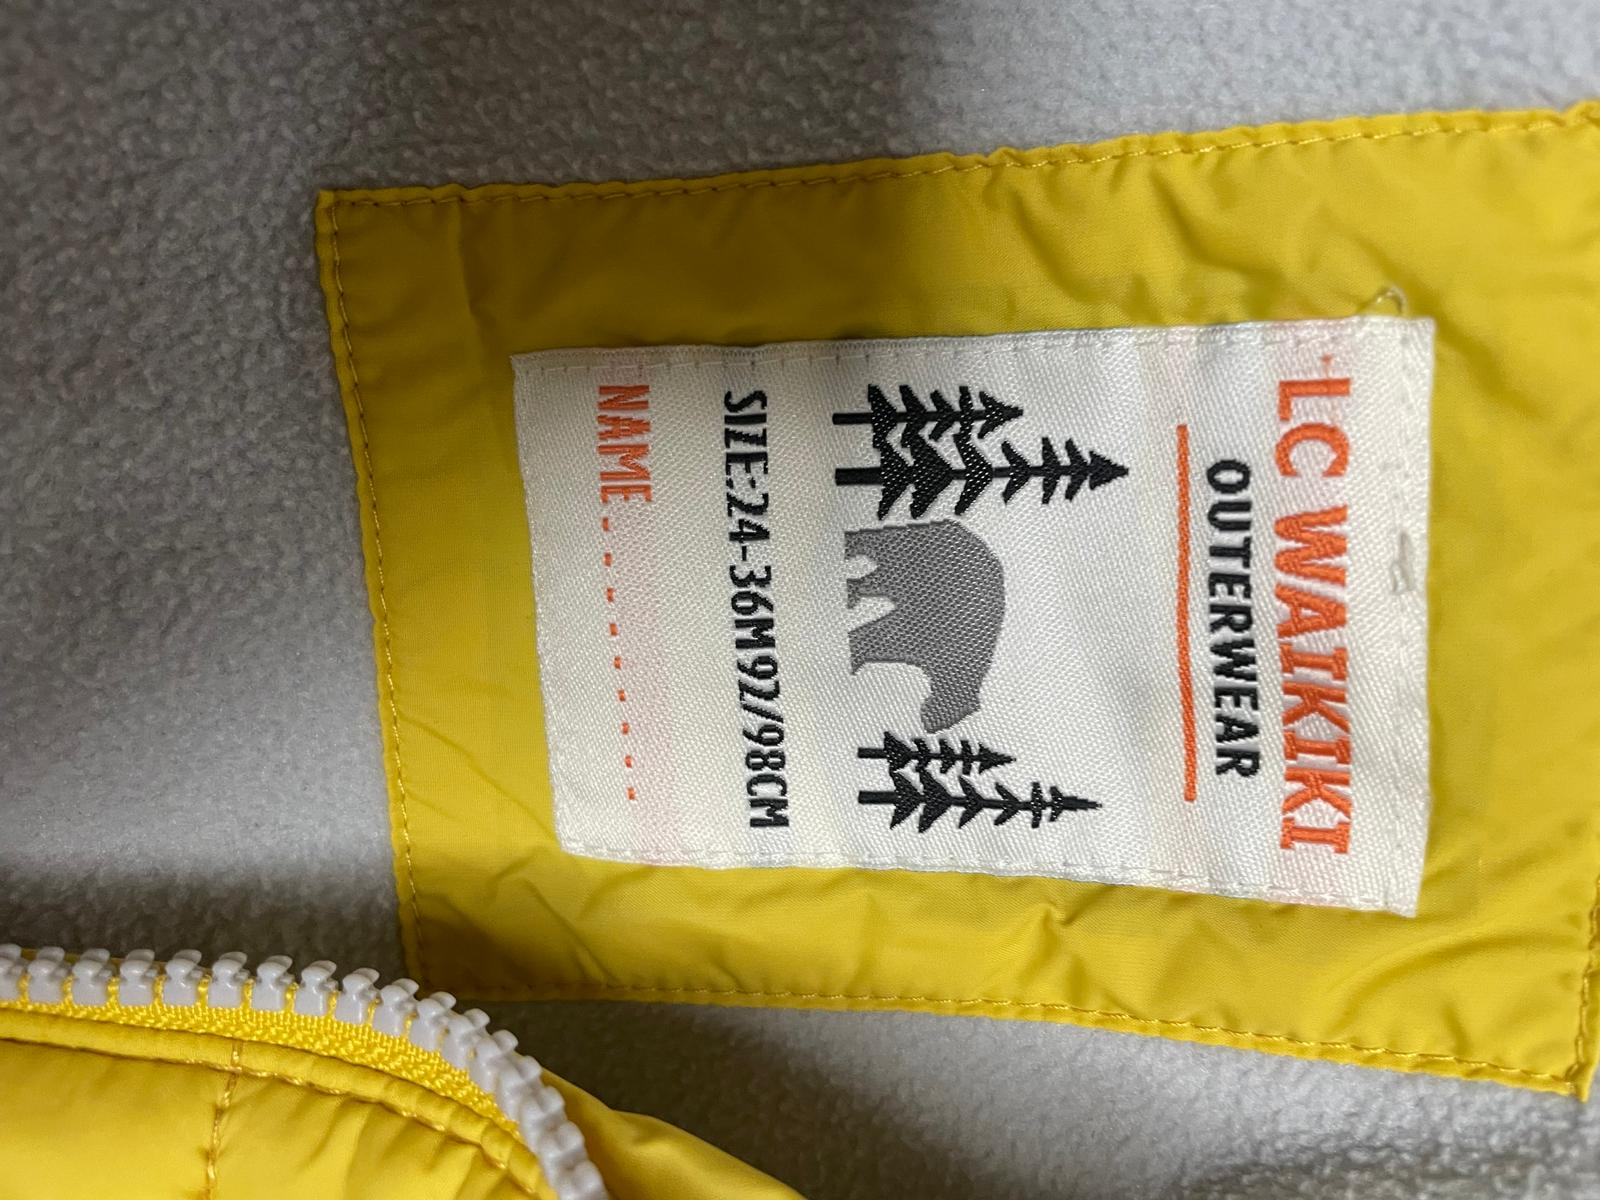 LC WAIKIKI
OUTERWEAR
SIZE:24-36M92/98CM
NAME..........